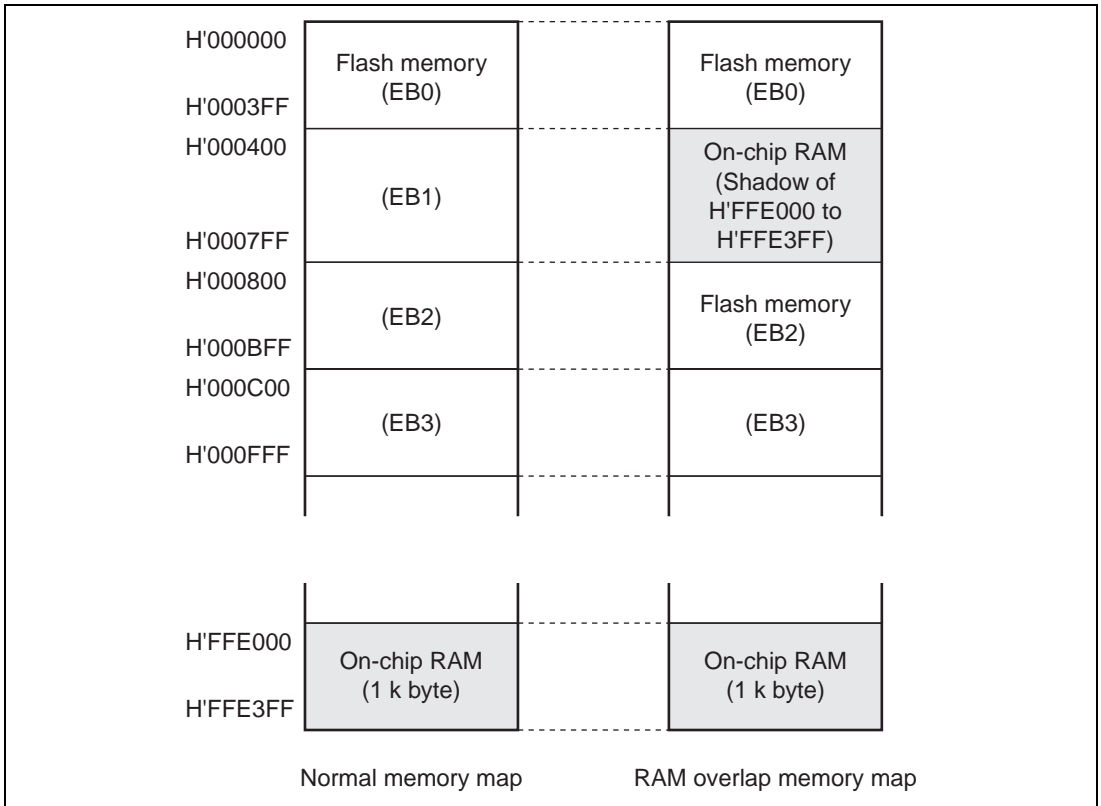 H'000000
Flash memory
(EB0)
Flash memory
(EB0)
H'0003FF
H'000400
(EB1)
On-chip RAM
(Shadow of
H'FFE000 to
H'FFE3FF)
H'0007FF
H'000800
(EB2)
Flash memory
(EB2)
H'000BFF
H'000C00
(EB3)
(EB3)
H'000FFF
H'FFE000
On-chip RAM
(1 k byte)
On-chip RAM
(1 k byte)
H'FFE3FF
Normal memory map
RAM overlap memory map